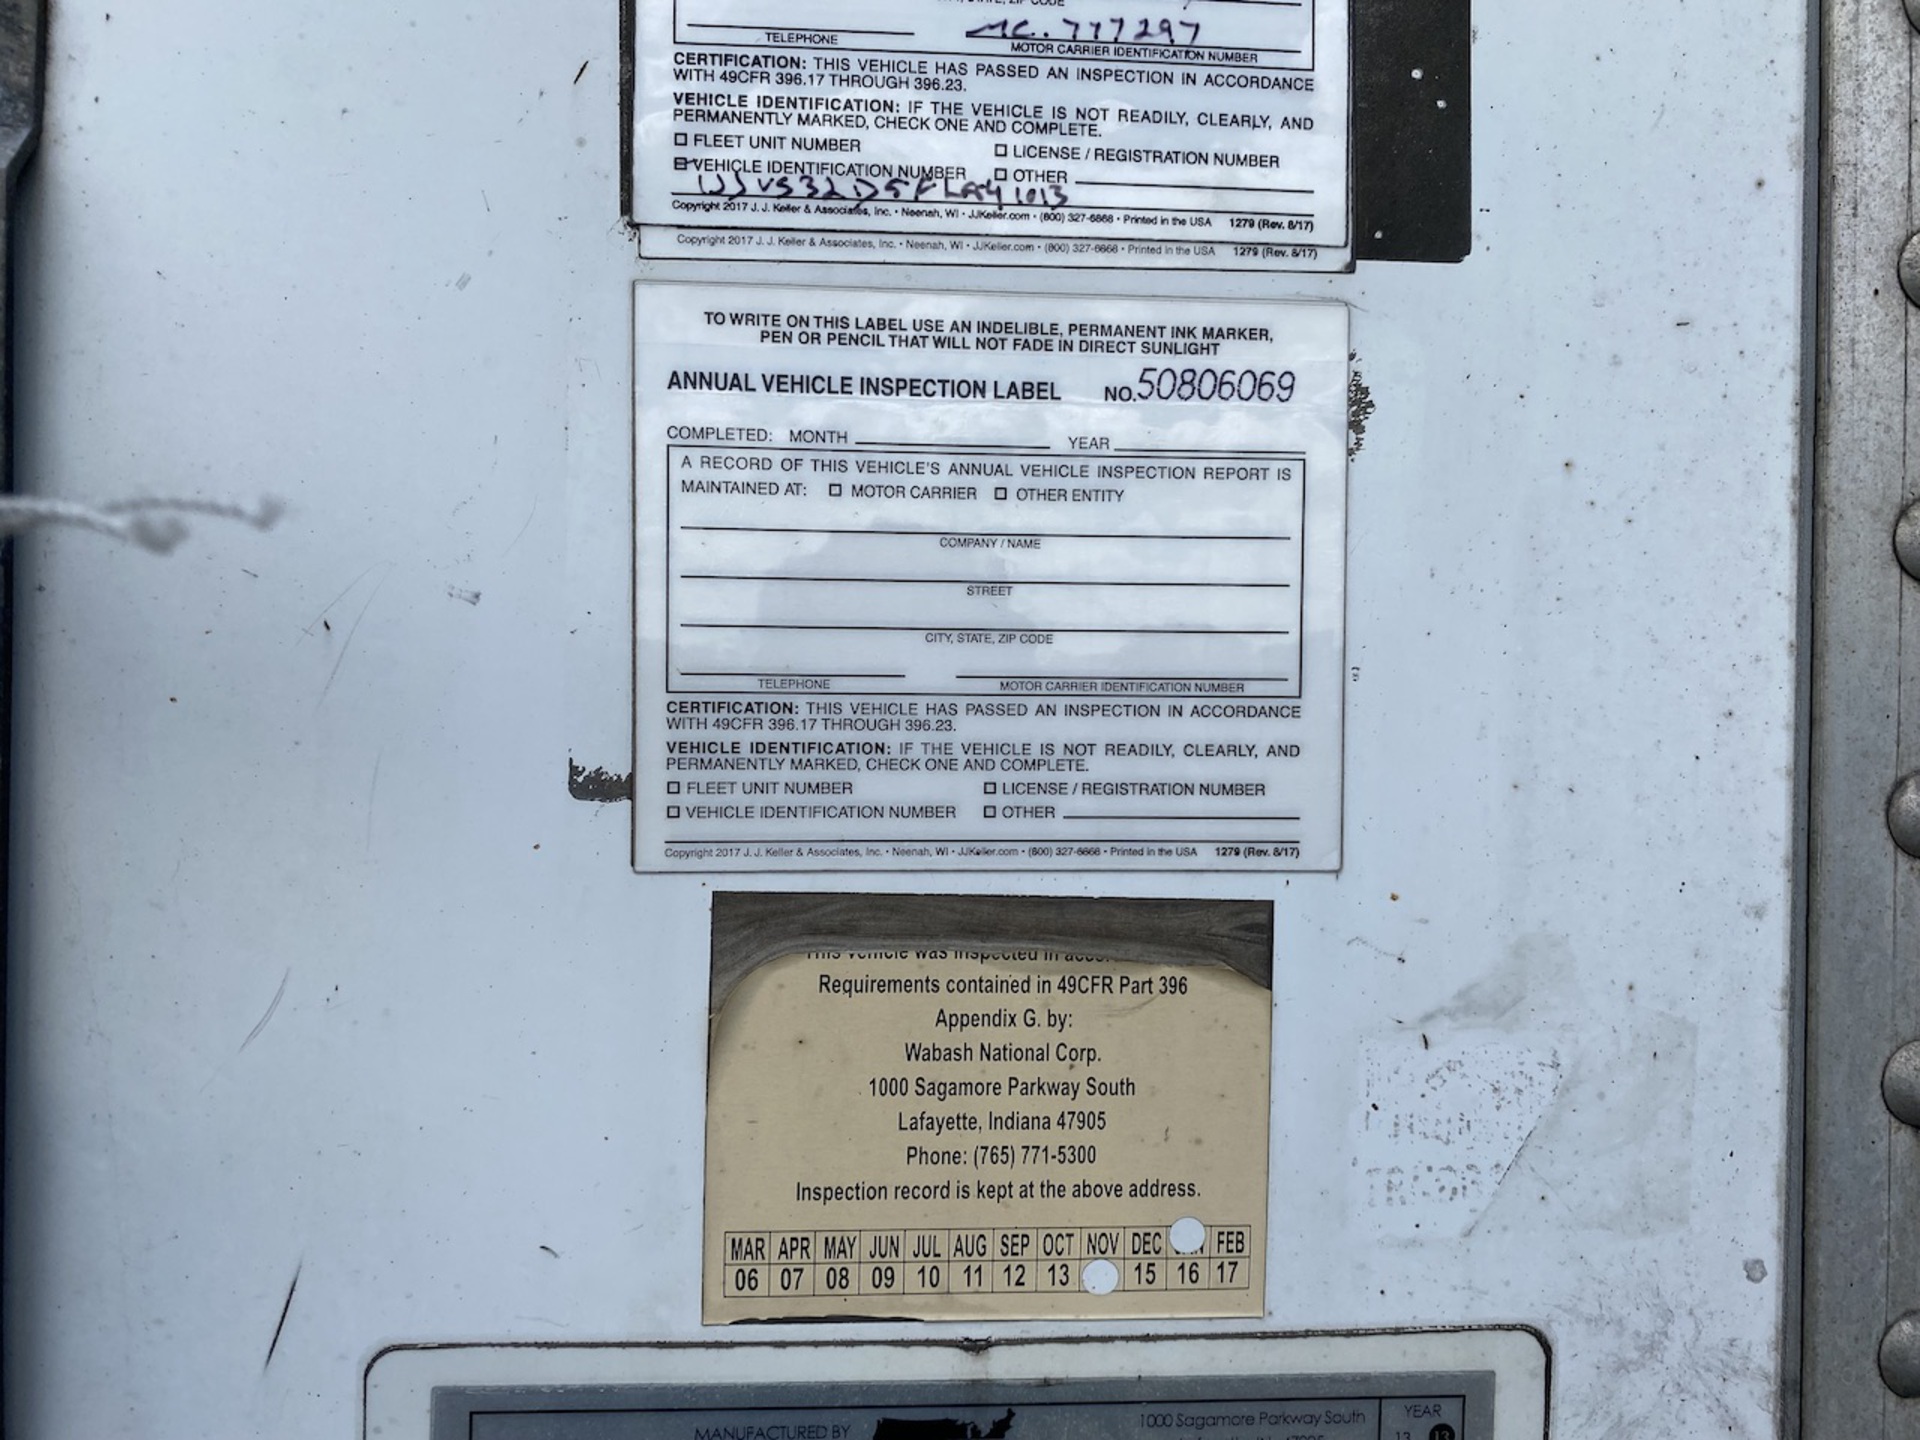 MC. 777297
TELEPHONE
MOTOR CARRIER IDENTIFICATION NUMBER
CERTIFICATION: THIS VEHICLE HAS PASSED AN INSPECTION IN ACCORDANCE
WITH 49CFR 396.17 THROUGH 396.23.
VEHICLE IDENTIFICATION: IF THE VEHICLE IS NOT READILY, CLEARLY, AND
PERMANENTLY MARKED, CHECK ONE AND COMPLETE.
FLEET UNIT NUMBER LICENSE / REGISTRATION NUMBER
VEHICLE IDENTIFICATION NUMBER OTHER
Copyright 2017 J. J. Keller & Associates, Inc. • Neenah, WI • JJKeller.com • (800) 327-6868 • Printed in the USA 1279 (Rev. 8/17)
Copyright 2017 J. J. Keller & Associates, Inc. • Neenah, WI • JJKeller.com • (800) 327-6868 • Printed in the USA 1279 (Rev. 8/17)
TO WRITE ON THIS LABEL USE AN INDELIBLE, PERMANENT INK MARKER,
PEN OR PENCIL THAT WILL NOT FADE IN DIRECT SUNLIGHT
ANNUAL VEHICLE INSPECTION LABEL NO. 50806069
COMPLETED: MONTH YEAR
A RECORD OF THIS VEHICLE'S ANNUAL VEHICLE INSPECTION REPORT IS
MAINTAINED AT: MOTOR CARRIER OTHER ENTITY
COMPANY / NAME
STREET
CITY, STATE, ZIP CODE
TELEPHONE MOTOR CARRIER IDENTIFICATION NUMBER
CERTIFICATION: THIS VEHICLE HAS PASSED AN INSPECTION IN ACCORDANCE
WITH 49CFR 396.17 THROUGH 396.23.
VEHICLE IDENTIFICATION: IF THE VEHICLE IS NOT READILY, CLEARLY, AND
PERMANENTLY MARKED, CHECK ONE AND COMPLETE.
FLEET UNIT NUMBER LICENSE / REGISTRATION NUMBER
VEHICLE IDENTIFICATION NUMBER OTHER
Copyright 2017 J. J. Keller & Associates, Inc. • Neenah, WI • JJKeller.com • (800) 327-6868 • Printed in the USA 1279 (Rev. 8/17)
This vehicle was inspected in
Requirements contained in 49CFR Part 396
Appendix G. by:
Wabash National Corp.
1000 Sagamore Parkway South
Lafayette, Indiana 47905
Phone: (765) 771-5300
Inspection record is kept at the above address.
MAR APR MAY JUN JUL AUG SEP OCT NOV DEC FEB
06 07 08 09 10 11 12 13 15 16 17
MANUFACTURED BY 1000 Sagamore Parkway South YEAR
13 13